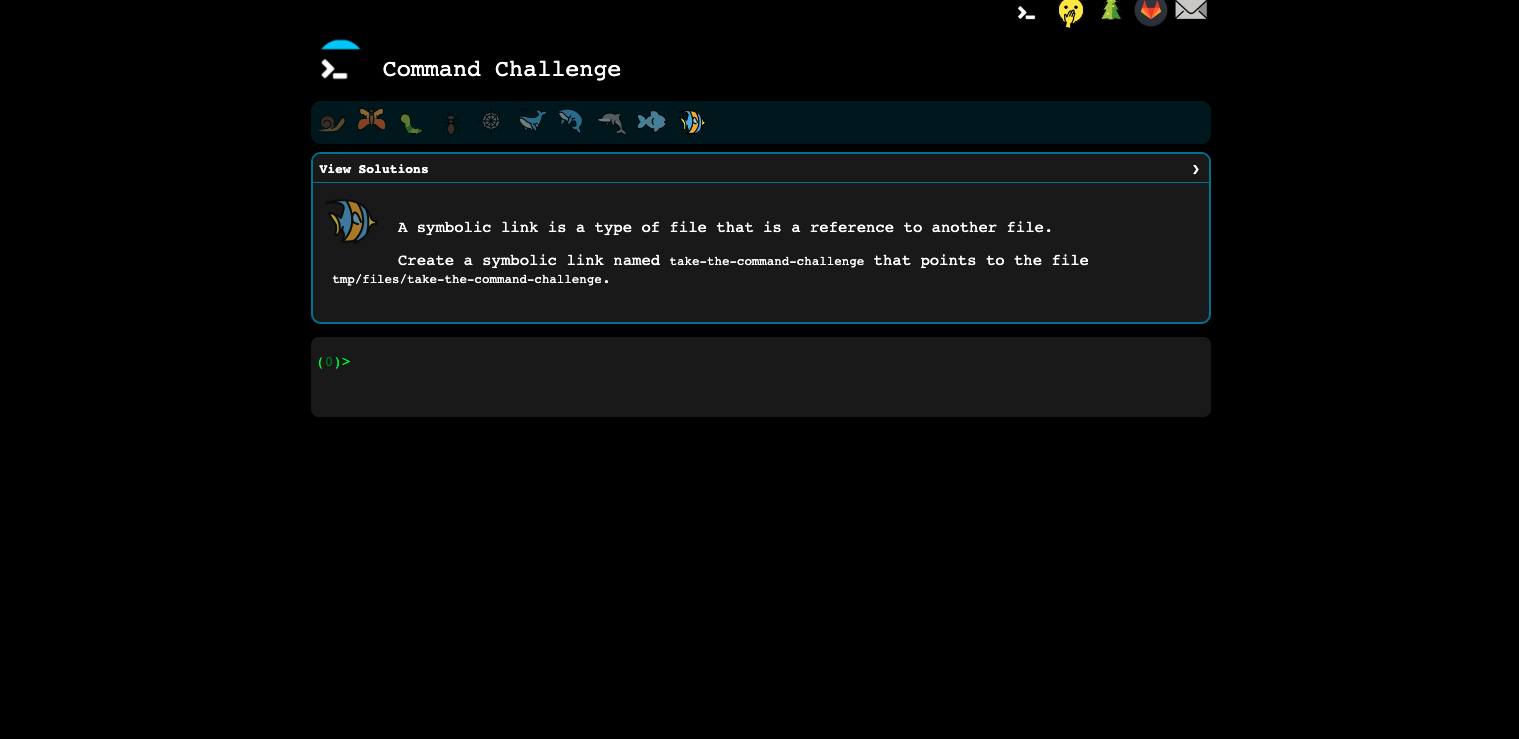 Command Challenge
View Solutions ❯
A symbolic link is a type of file that is a reference to another file.
Create a symbolic link named take-the-command-challenge that points to the file
tmp/files/take-the-command-challenge.
(0)>